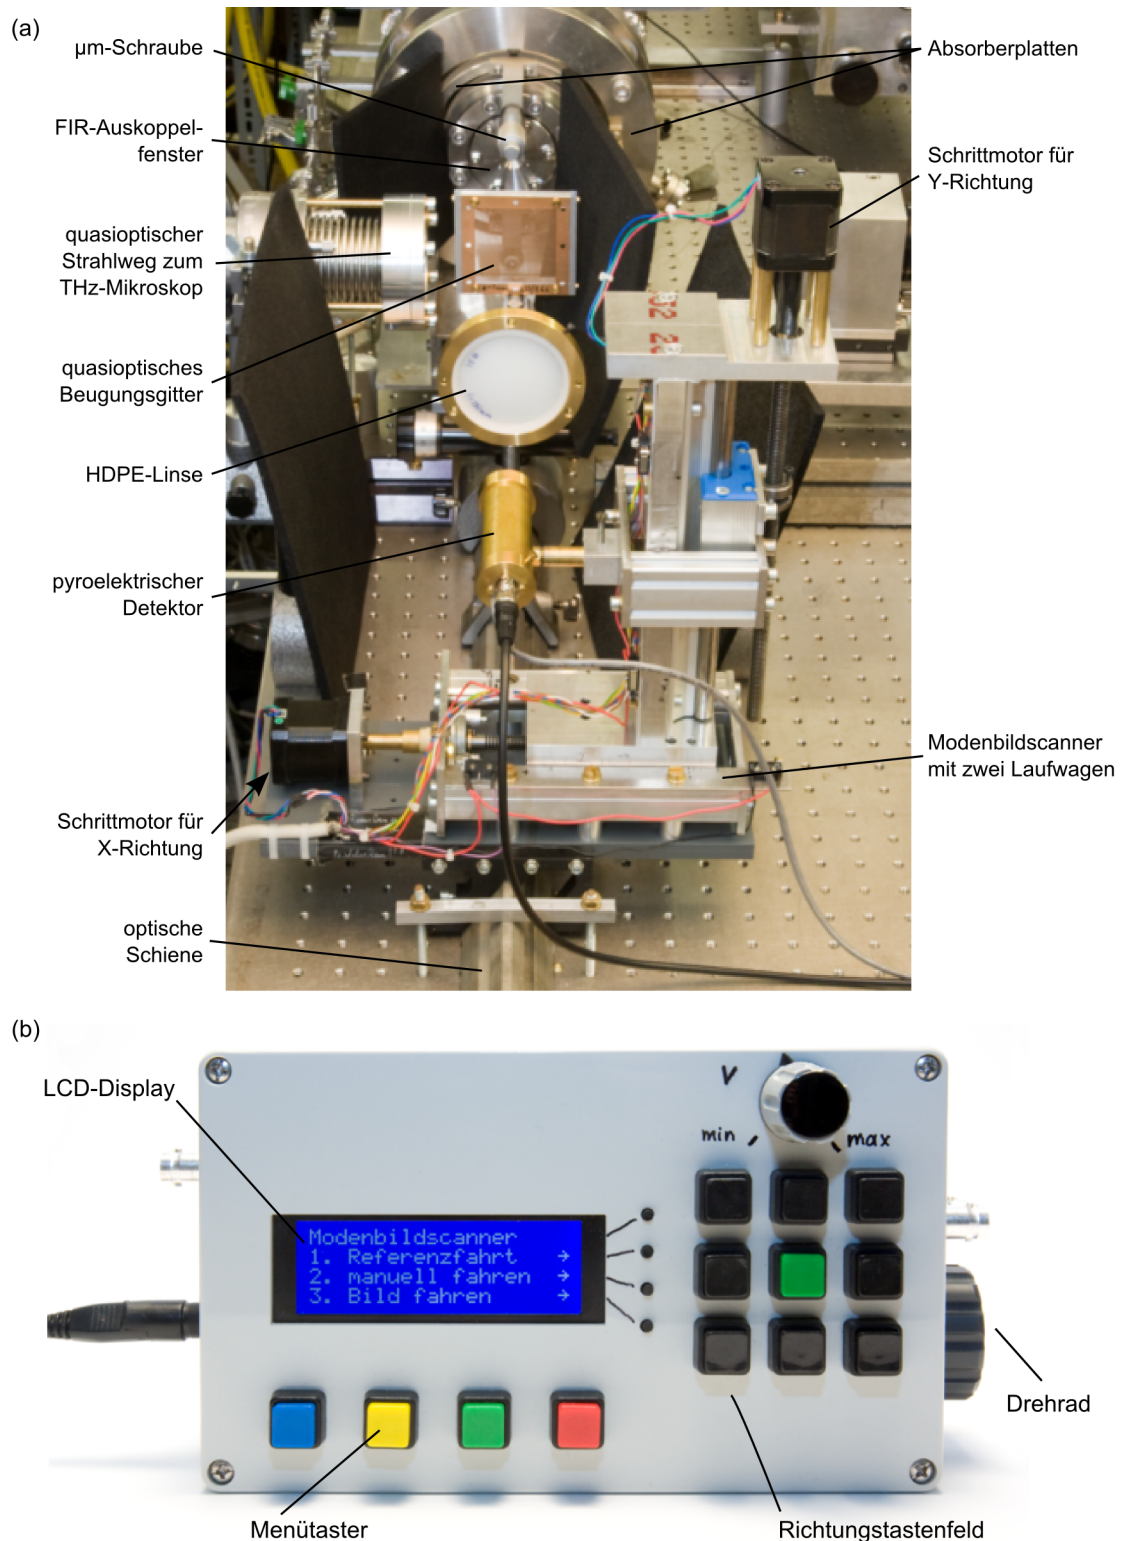 (a)
µm-Schraube
Absorberplatten
FIR-Auskoppel-
fenster
Schrittmotor für
Y-Richtung
quasioptischer
Strahlweg zum
THz-Mikroskop
quasioptisches
Beugungsgitter
HDPE-Linse
pyroelektrischer
Detektor
Modenbildscanner
mit zwei Laufwagen
Schrittmotor für
X-Richtung
optische
Schiene
(b)
LCD-Display
V
min
max
Modenbildscanner
1. Referenzfahrt →
2. manuell fahren →
3. Bild fahren →
Drehrad
Menütaster
Richtungstastenfeld